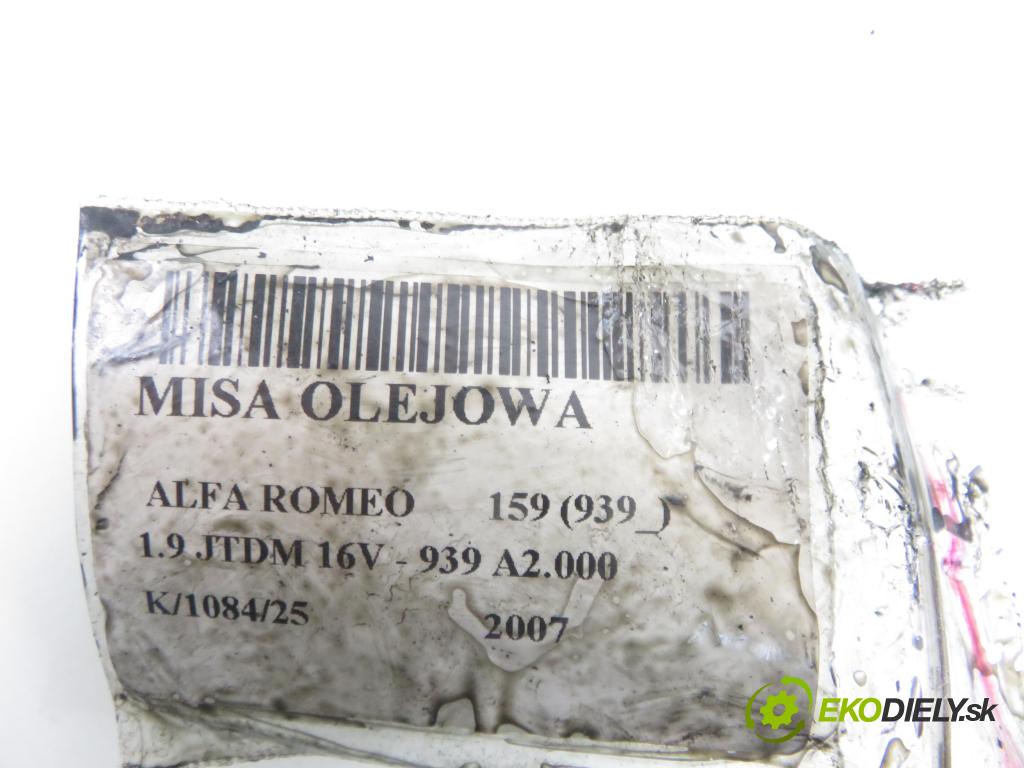 MISA OLEJOWA
ALFA ROMEO 159 (939_)
1.9 JTDM 16V - 939 A2.000
K/1084/25 2007
EKODIELY.sk